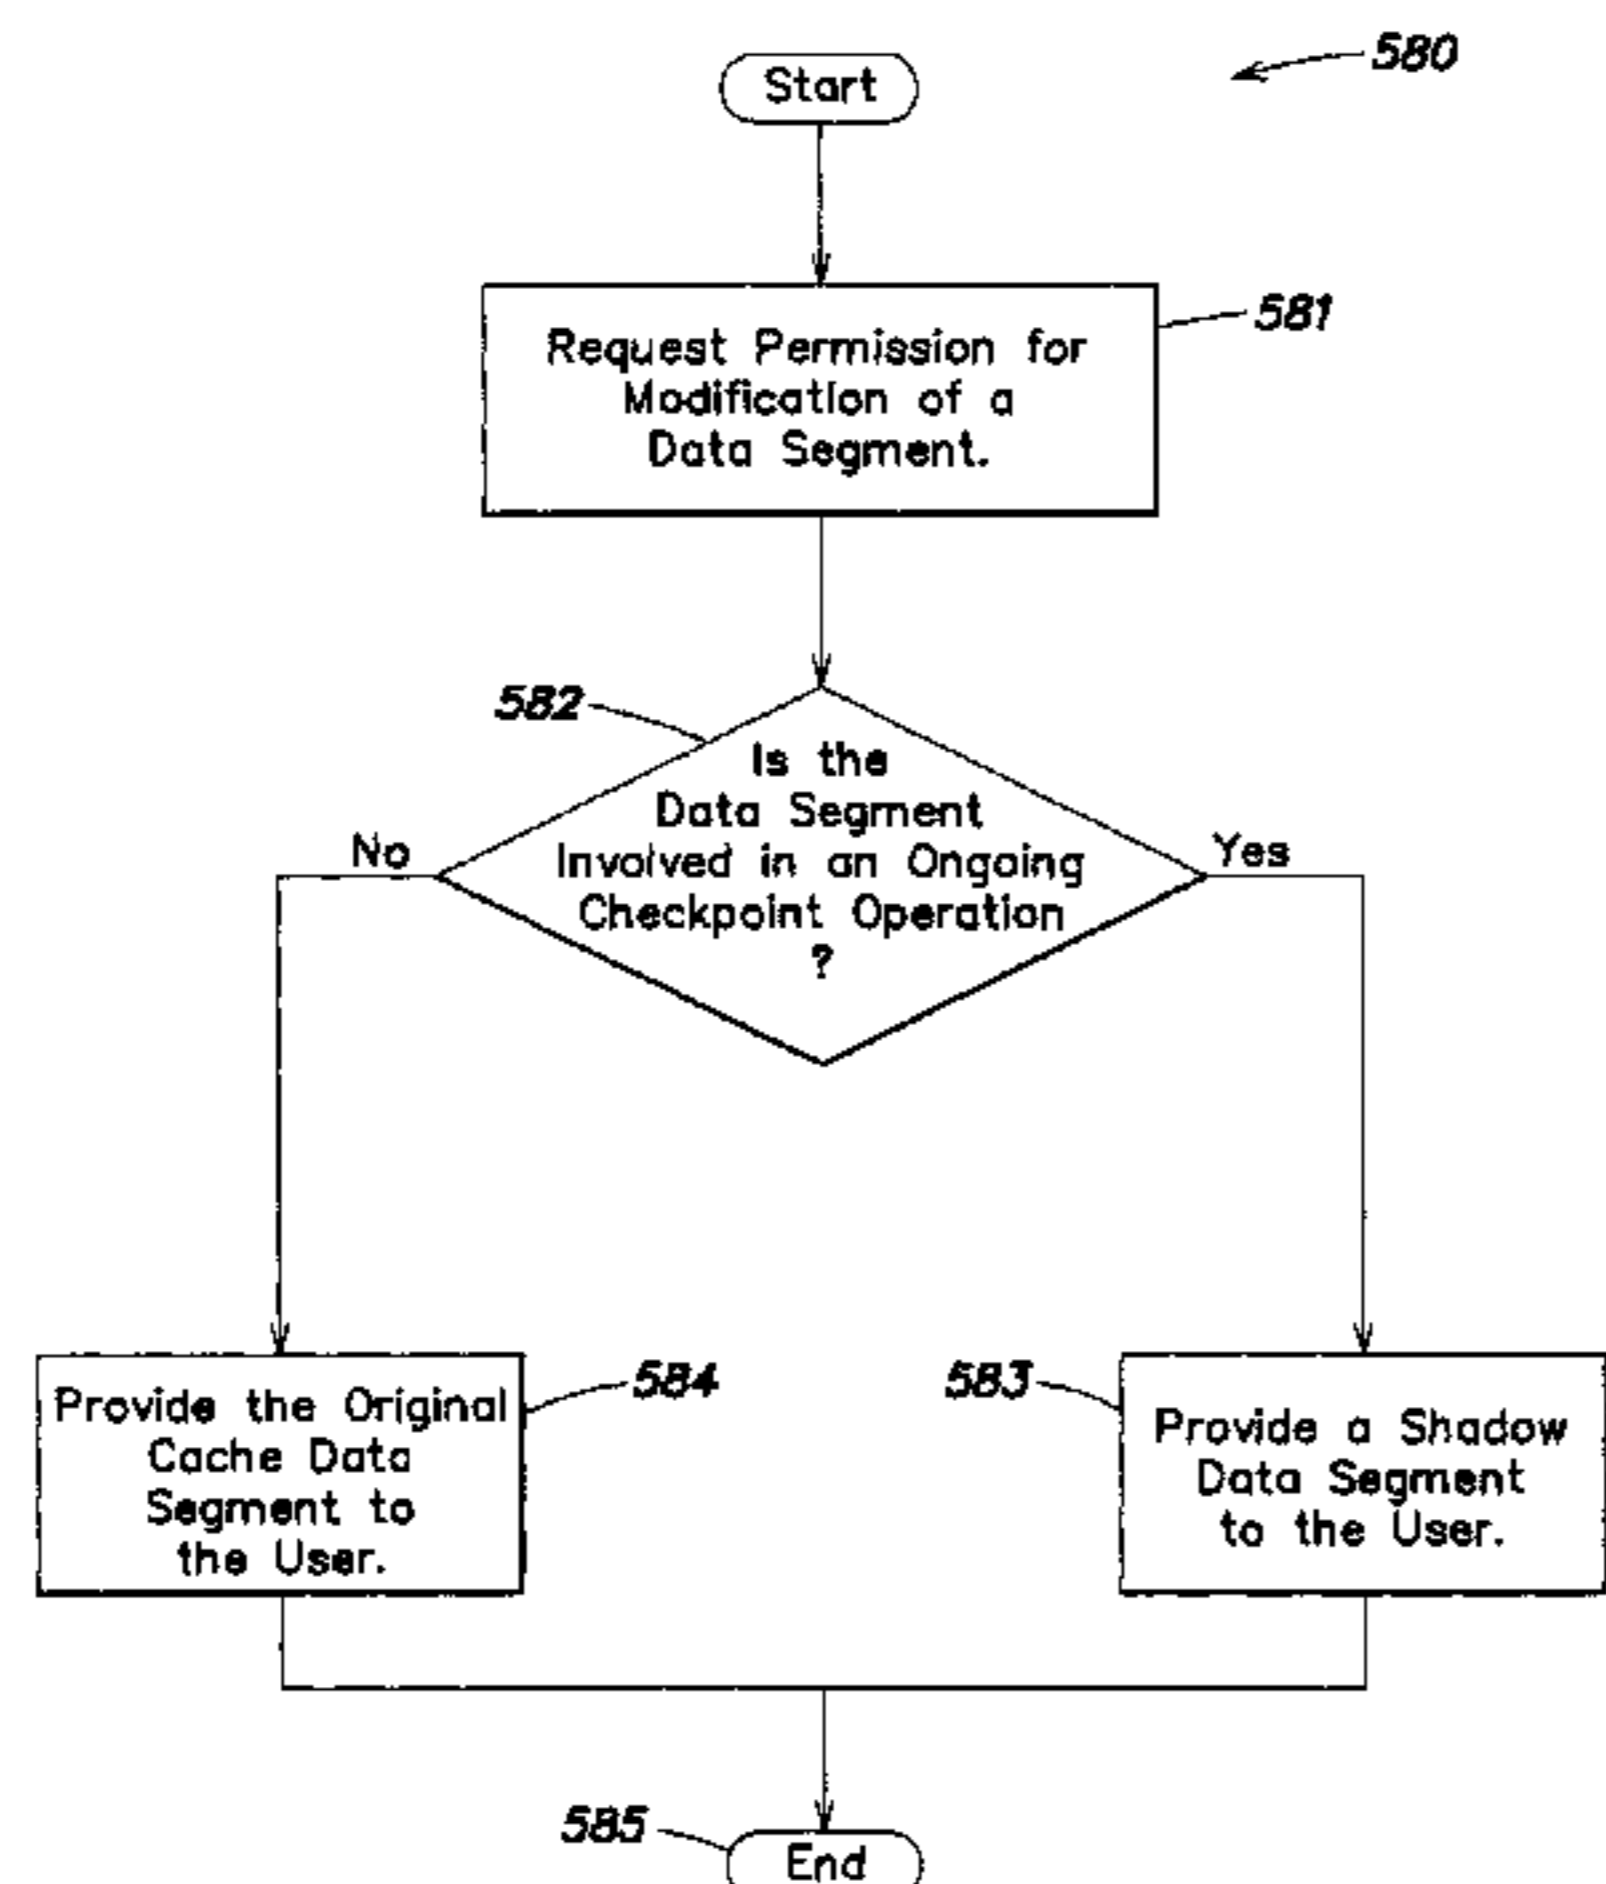 580
Start
581
Request Permission for
Modification of a
Data Segment.
582
Is the
Data Segment
Involved in an Ongoing
Checkpoint Operation
?
No
Yes
584
Provide the Original
Cache Data
Segment to
the User.
583
Provide a Shadow
Data Segment
to the User.
585
End